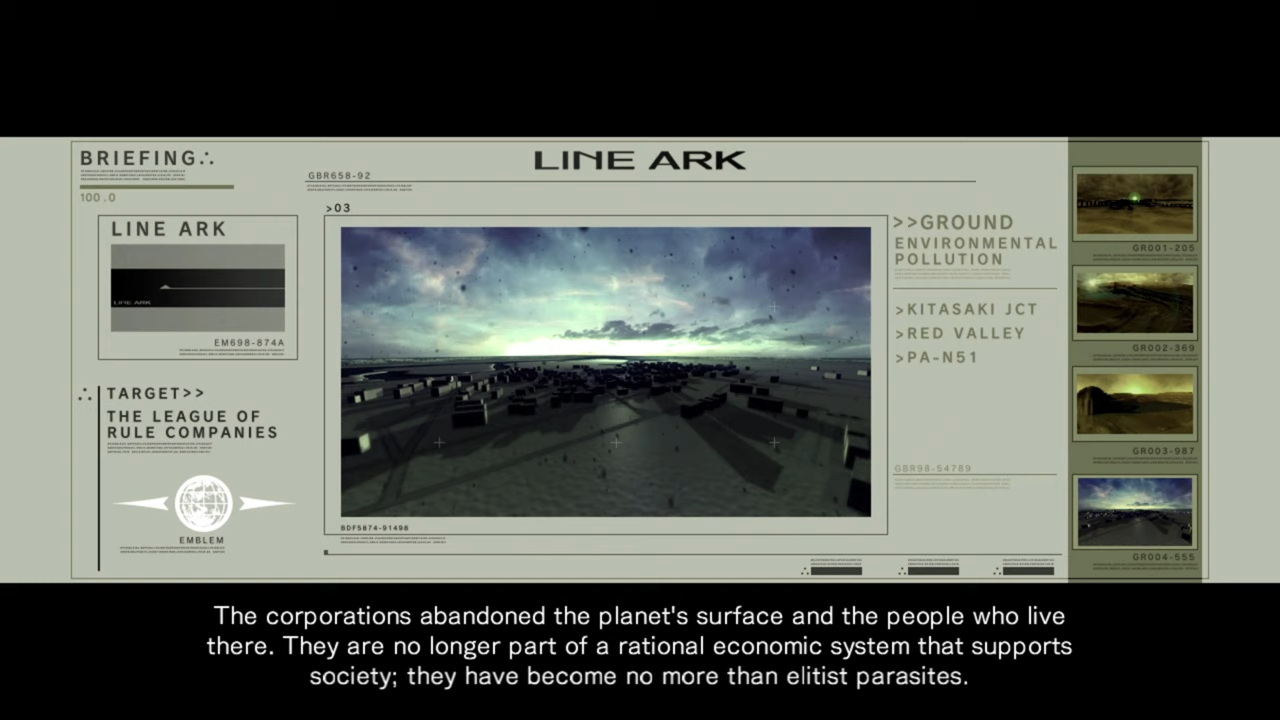 BRIEFING
100.0
LINE ARK
LINE ARK
EM698-874A
TARGET>>
THE LEAGUE OF
RULE COMPANIES
EMBLEM
LINE ARK
GBR658-92
>03
BDF5874-91498
>>GROUND
ENVIRONMENTAL
POLLUTION
>KITASAKI JCT
>RED VALLEY
>PA-N51
GBR98-54789
GR001-205
GR002-369
GR003-987
GR004-555
The corporations abandoned the planet's surface and the people who live
there. They are no longer part of a rational economic system that supports
society; they have become no more than elitist parasites.